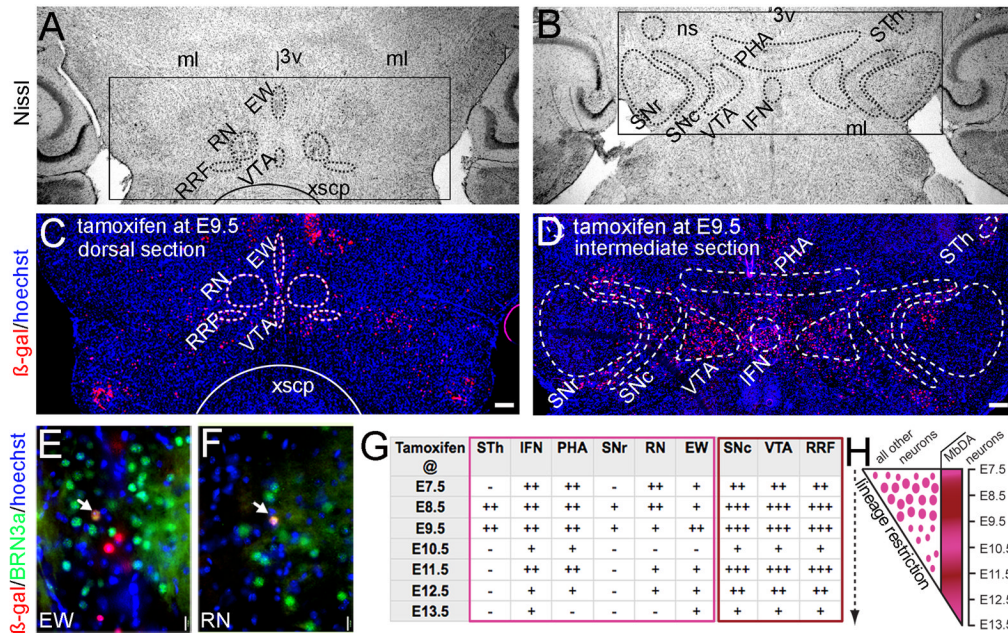 A
Nissl
ml
3v
ml
EW
RN
RRF
VTA
xscp
B
ns
3v
STh
PHA
SNr
SNc
VTA
IFN
ml
ß-gal/hoechst
C tamoxifen at E9.5
dorsal section
EW
RN
RRF
VTA
xscp
D tamoxifen at E9.5
intermediate section
PHA
STh
SNr
SNc
VTA
IFN
ß-gal/BRN3a/hoechst
E
EW
F
RN
G
Tamoxifen @ STh IFN PHA SNr RN EW SNc VTA RRF
E7.5 - ++ ++ - ++ + ++ ++ ++
E8.5 ++ ++ ++ + ++ + +++ +++ +++
E9.5 ++ ++ ++ + + ++ +++ +++ +++
E10.5 - + + - - - + + +
E11.5 - ++ ++ - + + +++ +++ +++
E12.5 - + + - + + ++ ++ ++
E13.5 - + - - - + + + +
H
all other neurons
MbDA neurons
lineage restriction
E7.5
E8.5
E9.5
E10.5
E11.5
E12.5
E13.5